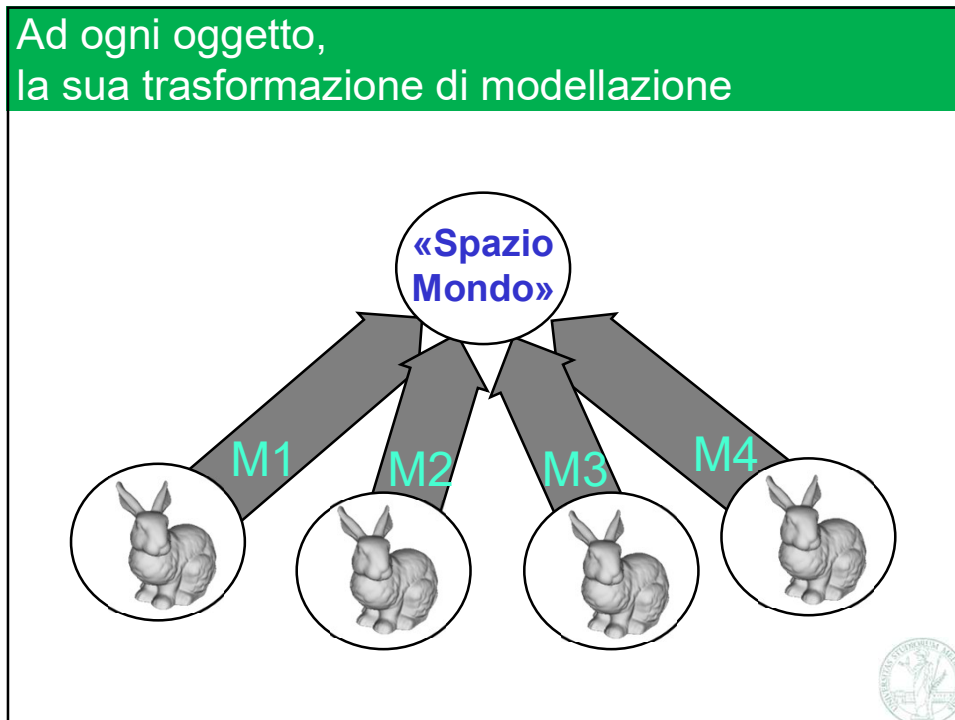 Ad ogni oggetto,
la sua trasformazione di modellazione
«Spazio
Mondo»
M1
M2
M3
M4